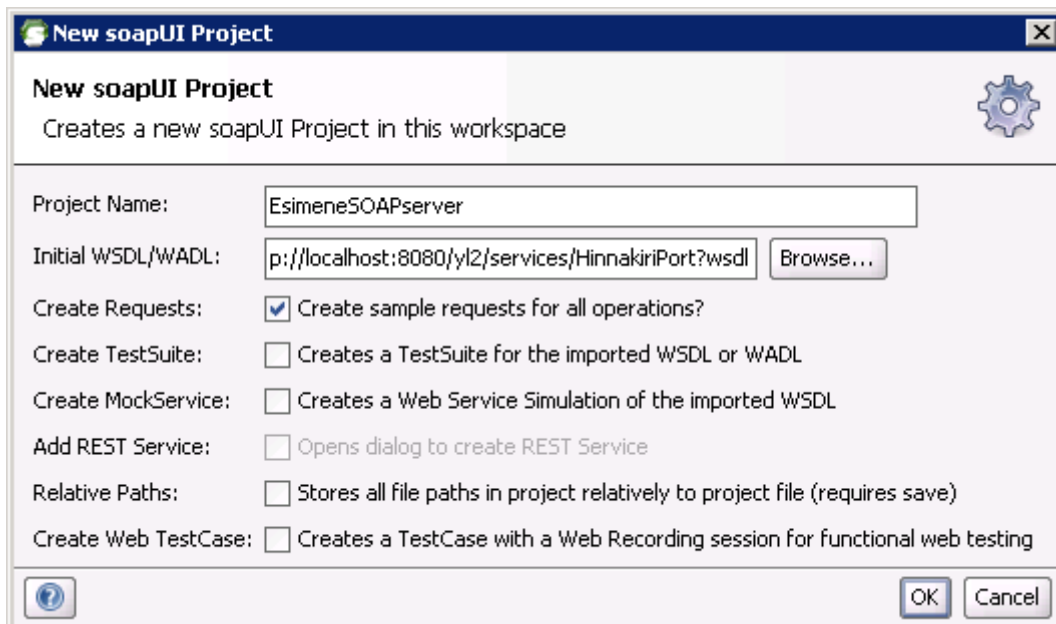 New soapUI Project
New soapUI Project
Creates a new soapUI Project in this workspace
Project Name: EsimeneSOAPserver
Initial WSDL/WADL: p://localhost:8080/yl2/services/HinnakiriPort?wsdl Browse...
Create Requests: Create sample requests for all operations?
Create TestSuite: Creates a TestSuite for the imported WSDL or WADL
Create MockService: Creates a Web Service Simulation of the imported WSDL
Add REST Service: Opens dialog to create REST Service
Relative Paths: Stores all file paths in project relatively to project file (requires save)
Create Web TestCase: Creates a TestCase with a Web Recording session for functional web testing
OK Cancel